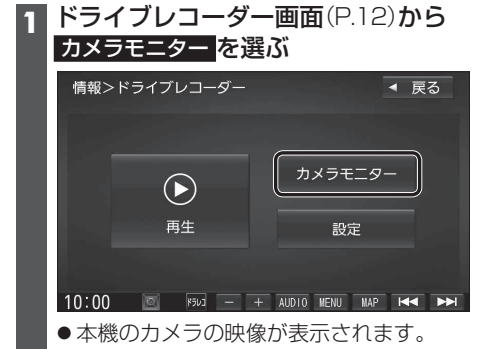 1 ドライブレコーダー画面(P.12)から
カメラモニター を選ぶ
情報>ドライブレコーダー
◀ 戻る
カメラモニター
再生
設定
10:00 ドラレコ − + AUDIO MENU MAP
●本機のカメラの映像が表示されます。